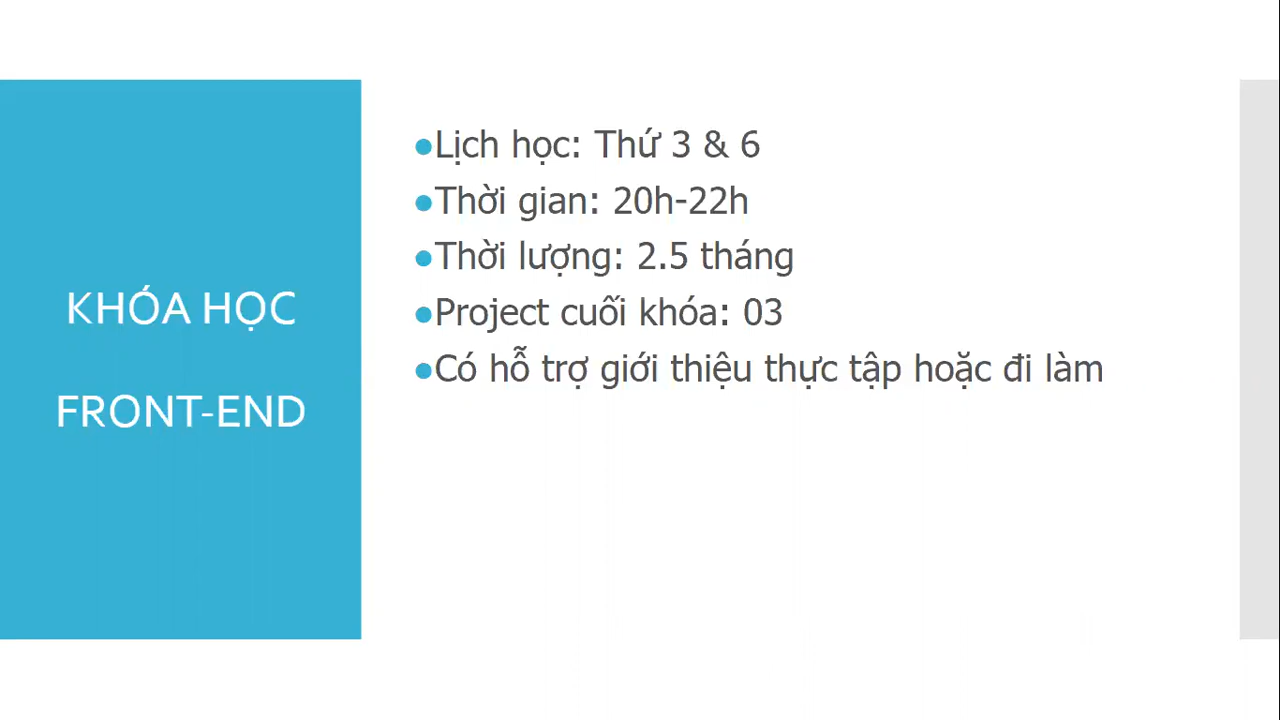 KHÓA HỌC
FRONT-END
●Lịch học: Thứ 3 & 6
●Thời gian: 20h-22h
●Thời lượng: 2.5 tháng
●Project cuối khóa: 03
●Có hỗ trợ giới thiệu thực tập hoặc đi làm